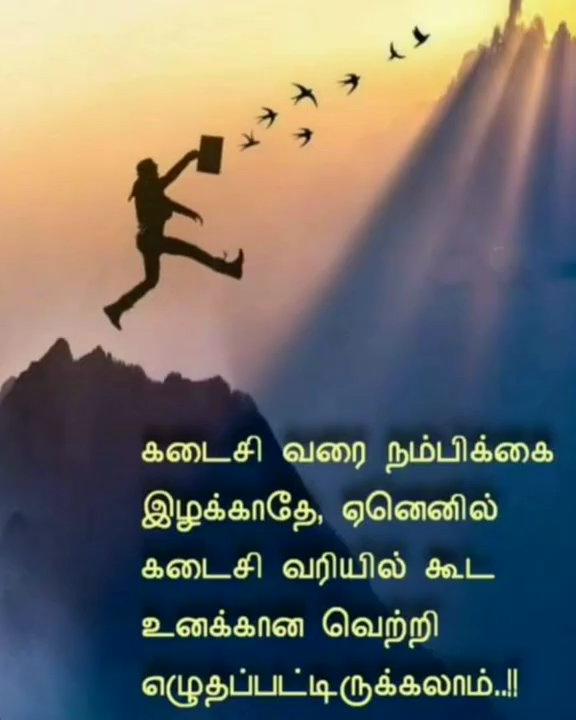 கடைசி வரை நம்பிக்கை
இழக்காதே, ஏனெனில்
கடைசி வரியில் கூட
உனக்கான வெற்றி
எழுதப்பட்டிருக்கலாம்..!!